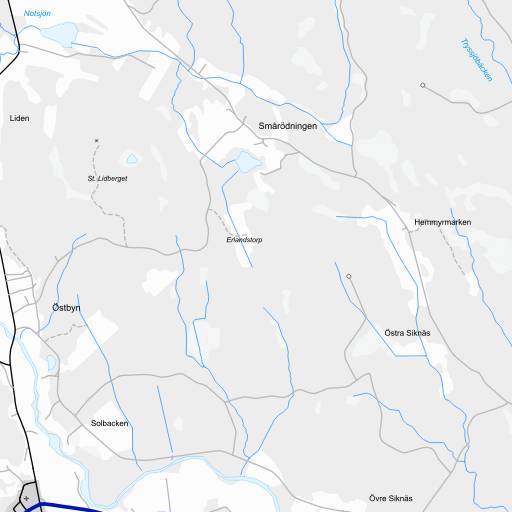 Notsjön
Tryssjöbäcken
Liden
Smårödningen
St. Lidberget
Hemmyrmarken
Erlandstorp
Östbyn
Östra Siknäs
Solbacken
Övre Siknäs